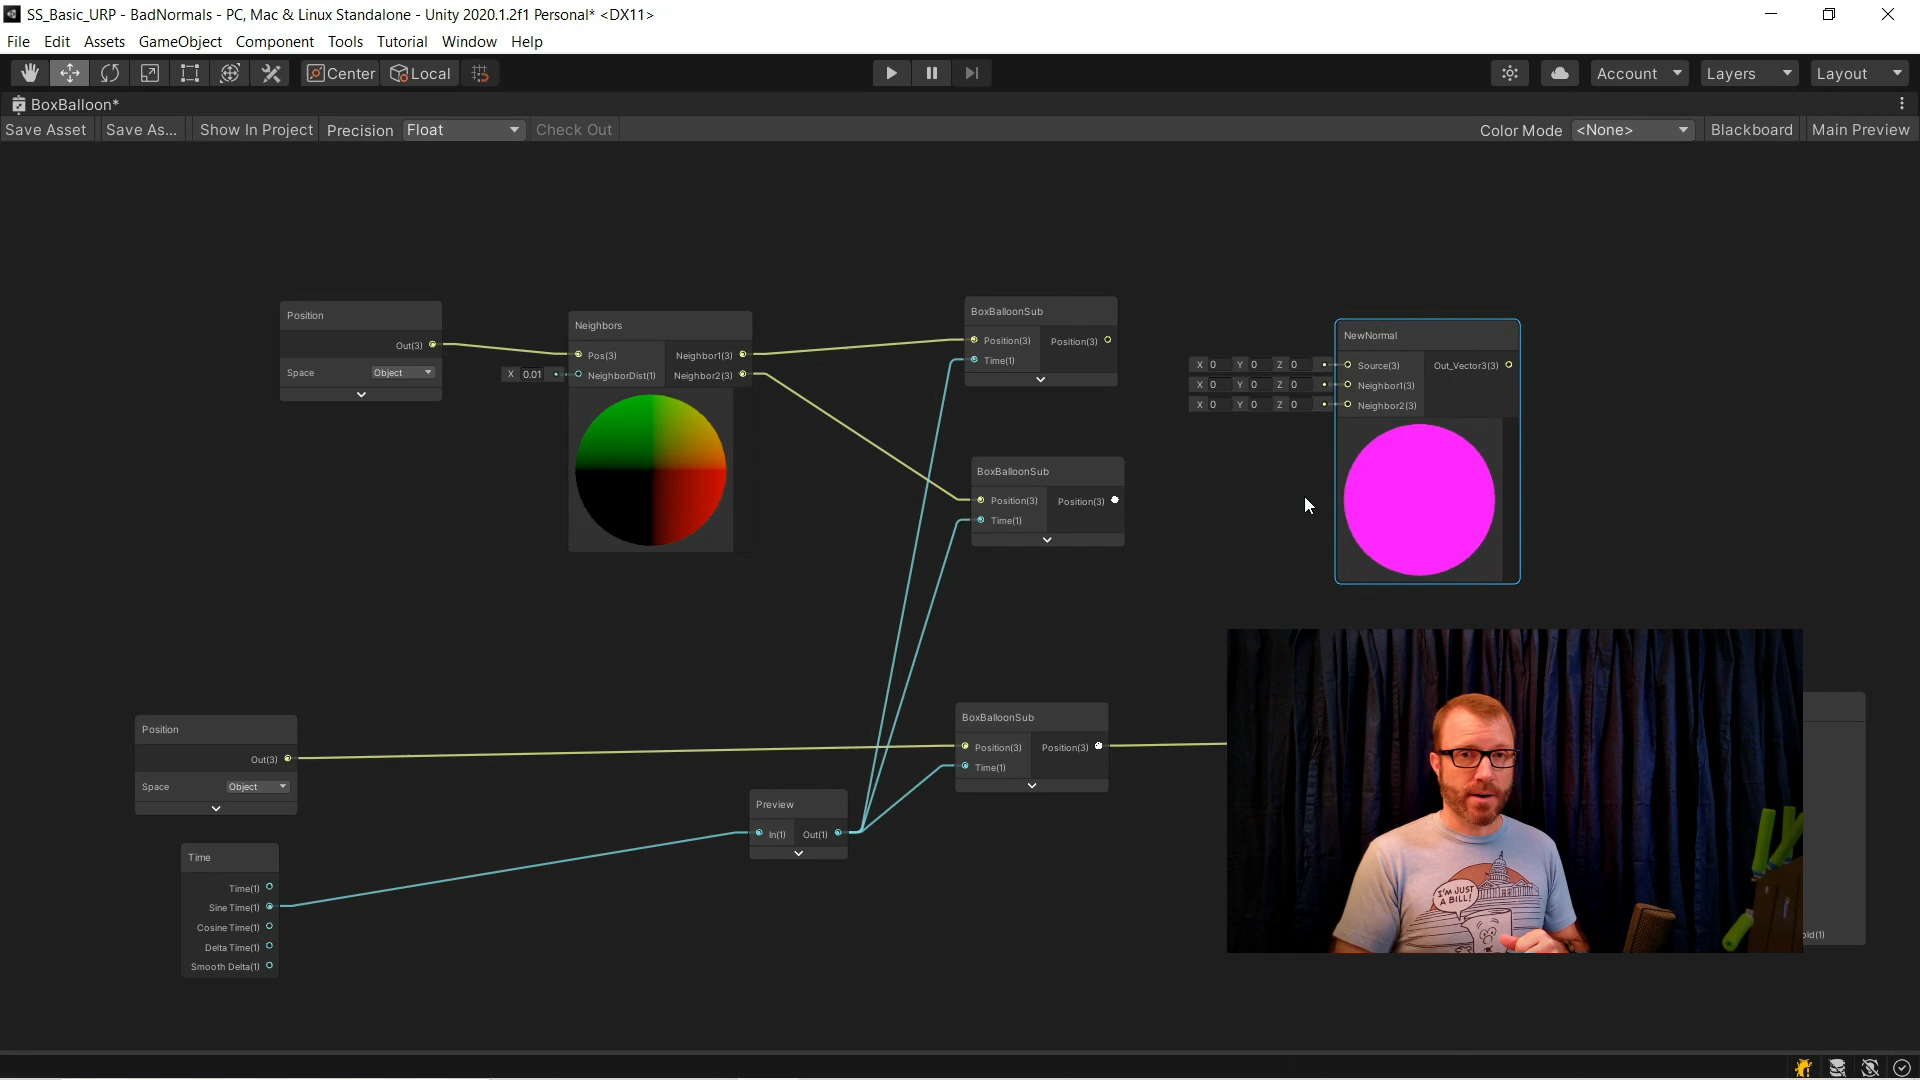 SS_Basic_URP - BadNormals - PC, Mac & Linux Standalone - Unity 2020.1.2f1 Personal* <DX11>
File Edit Assets GameObject Component Tools Tutorial Window Help
Center Local Account Layers Layout
BoxBalloon*
Save Asset Save As... Show In Project Precision Float Check Out Color Mode <None> Blackboard Main Preview
Position
Out(3)
Space Object
Neighbors
Pos(3) Neighbor1(3)
X 0.01 NeighborDist(1) Neighbor2(3)
BoxBalloonSub
Position(3) Position(3)
Time(1)
BoxBalloonSub
Position(3) Position(3)
Time(1)
NewNormal
X 0 Y 0 Z 0 Source(3) Out_Vector3(3)
X 0 Y 0 Z 0 Neighbor1(3)
X 0 Y 0 Z 0 Neighbor2(3)
Position
Out(3)
Space Object
BoxBalloonSub
Position(3) Position(3)
Time(1)
Preview
In(1) Out(1)
Time
Time(1)
Sine Time(1)
Cosine Time(1)
Delta Time(1)
Smooth Delta(1)
I'M JUST
A BILL!
old(1)